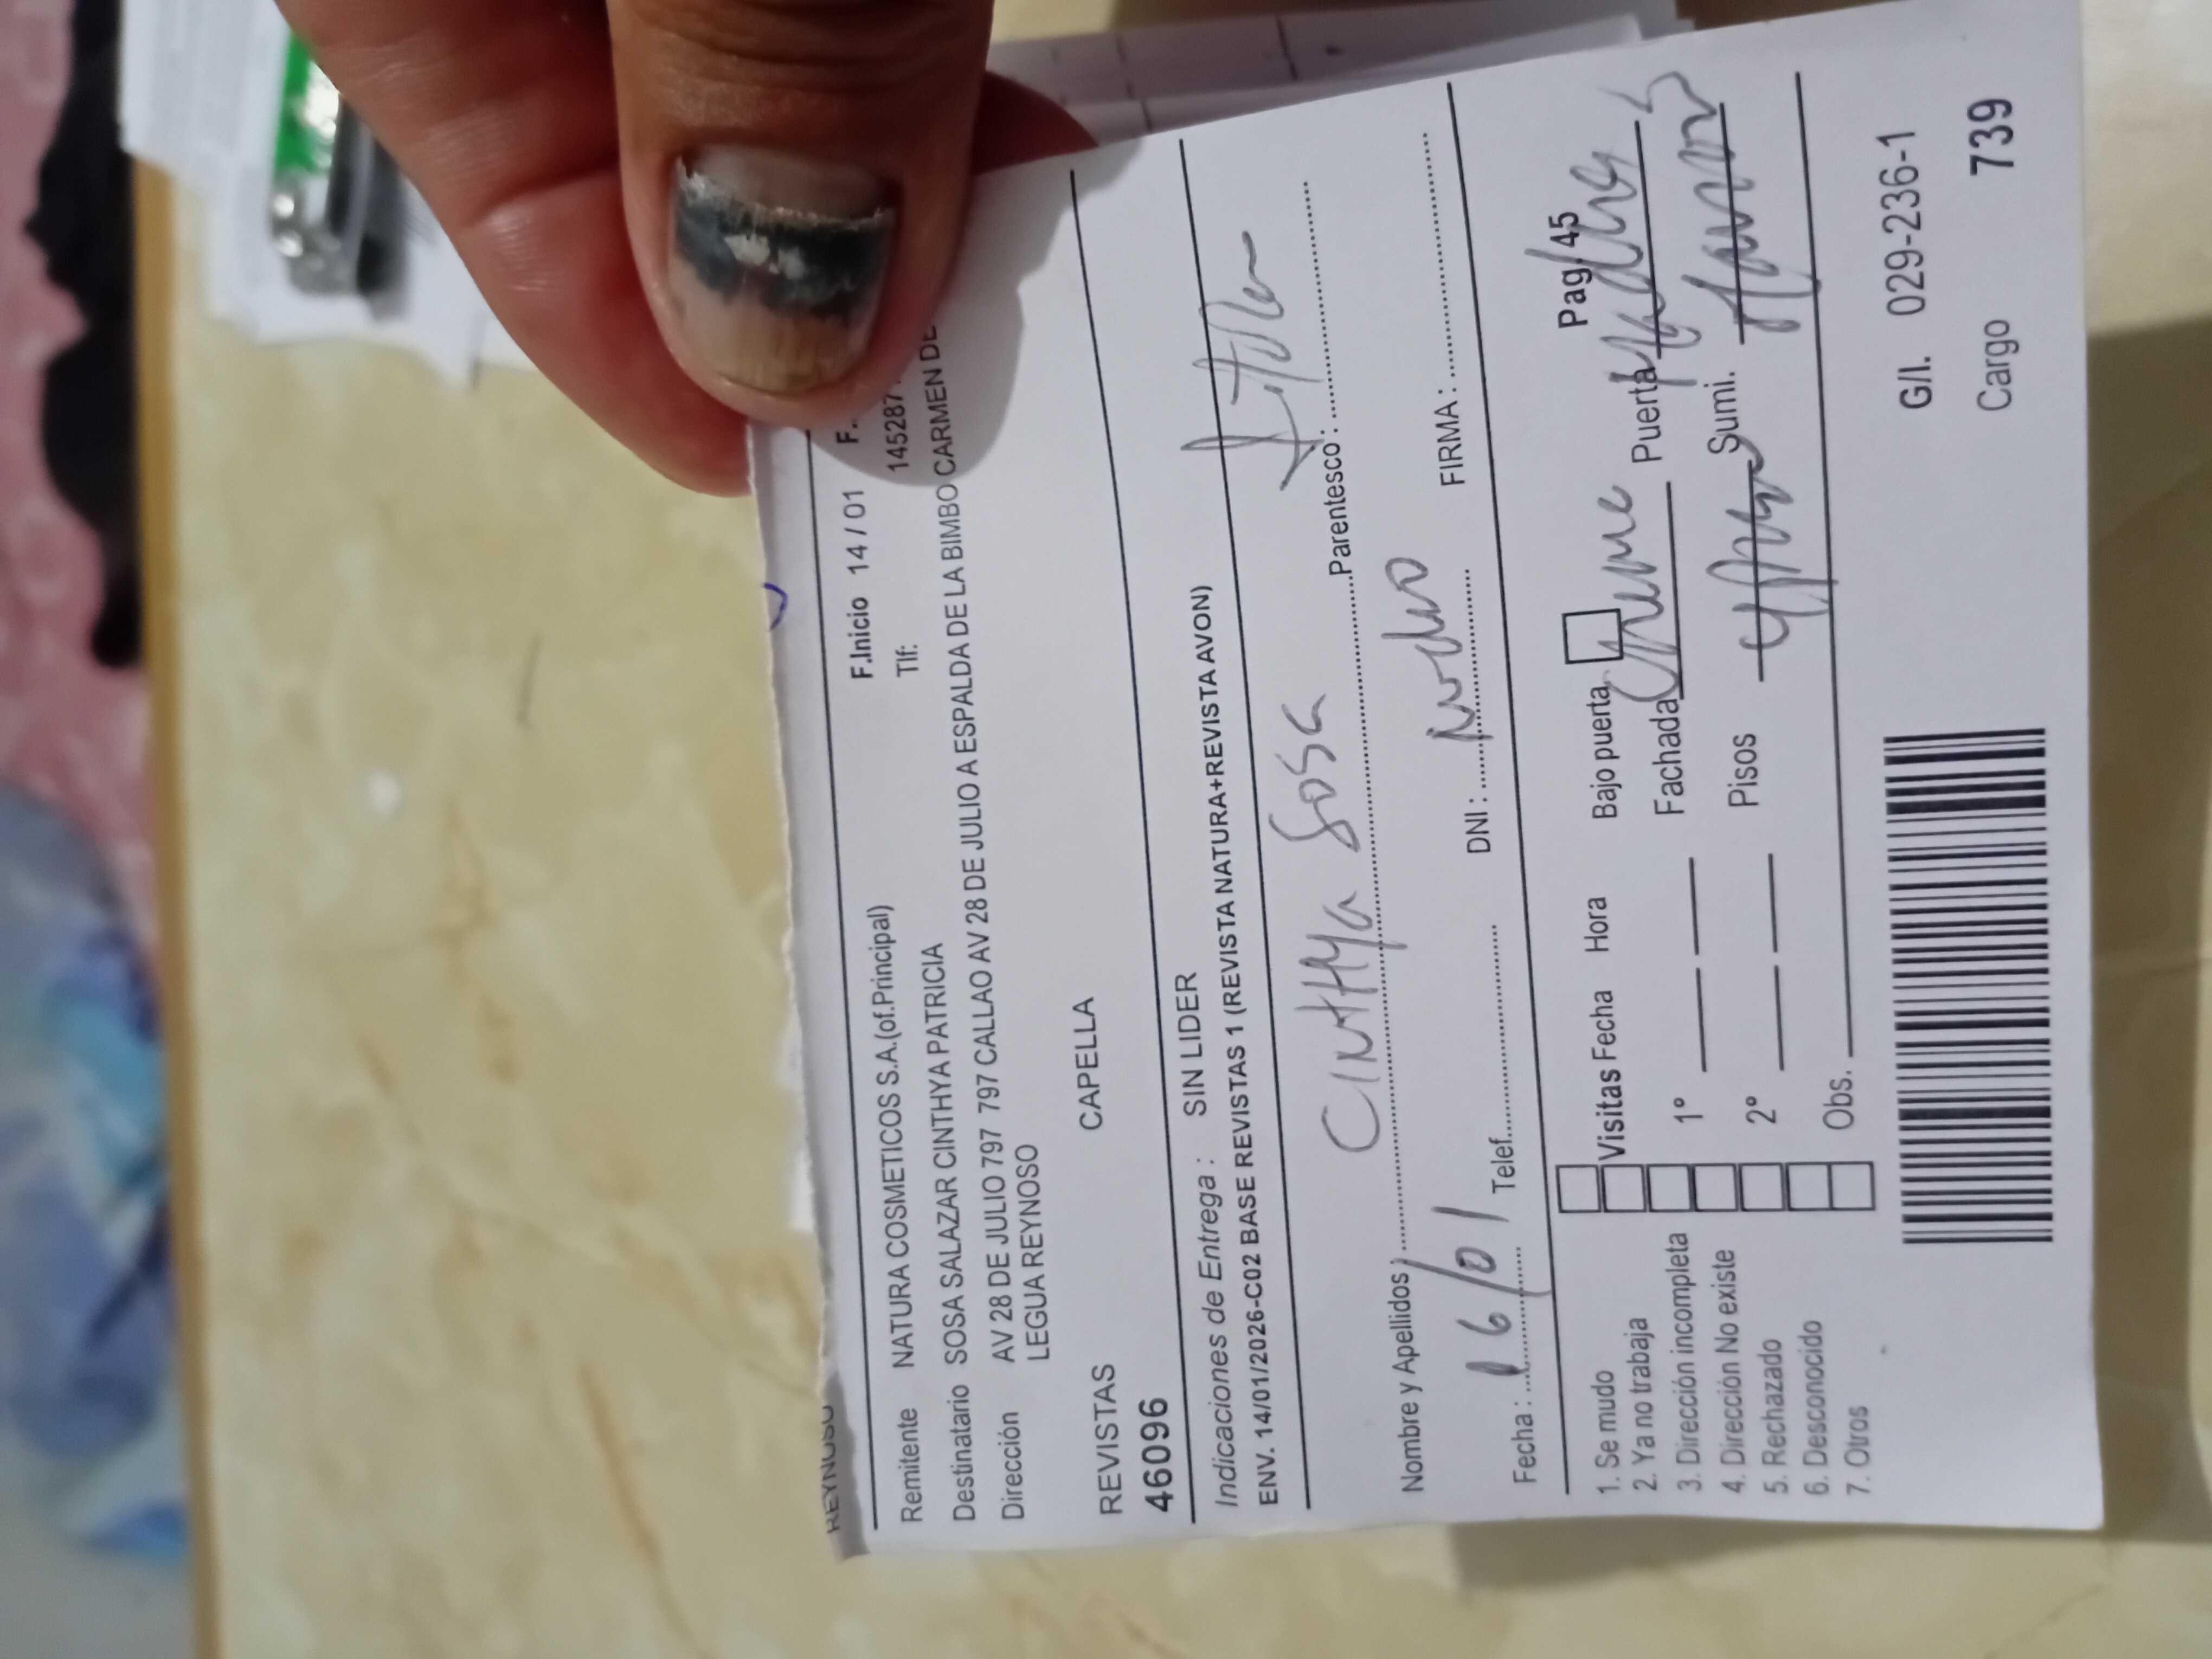 REYNOSO
F.Inicio 14/01 F.
Remitente NATURA COSMETICOS S.A.(of.Principal) Tlf: 145287
Destinatario SOSA SALAZAR CINTHYA PATRICIA
Dirección AV 28 DE JULIO 797 797 CALLAO AV 28 DE JULIO A ESPALDA DE LA BIMBO CARMEN DE
LEGUA REYNOSO
REVISTAS CAPELLA
46096
Indicaciones de Entrega : SIN LIDER
ENV. 14/01/2026-C02 BASE REVISTAS 1 (REVISTA NATURA+REVISTA AVON)
Nombre y Apellidos CINTHYA SOSA Parentesco :
Fecha : 16/01 Telef. DNI : FIRMA :
Pag. 45
1. Se mudo Visitas Fecha Hora Bajo puerta
2. Ya no trabaja Fachada Puerta
3. Dirección incompleta 1º
4. Dirección No existe Pisos Sumi.
5. Rechazado 2º
6. Desconocido Obs.
7. Otros
G/I. 029-236-1
Cargo 739